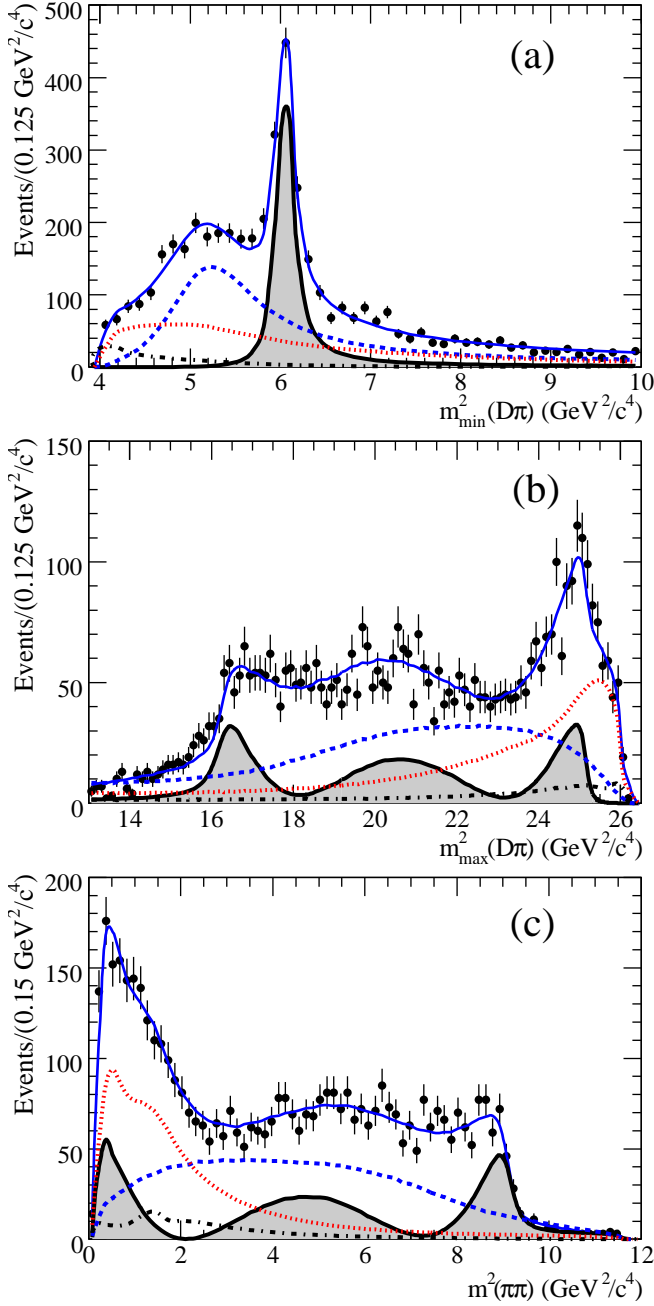 Events/(0.125 GeV²/c⁴)
500
400
300
200
100
0
(a)
4 5 6 7 8 9 10
m²min(Dπ) (GeV²/c⁴)
Events/(0.125 GeV²/c⁴)
150
100
50
0
(b)
14 16 18 20 22 24 26
m²max(Dπ) (GeV²/c⁴)
Events/(0.15 GeV²/c⁴)
200
150
100
50
0
(c)
0 2 4 6 8 10 12
m²(ππ) (GeV²/c⁴)